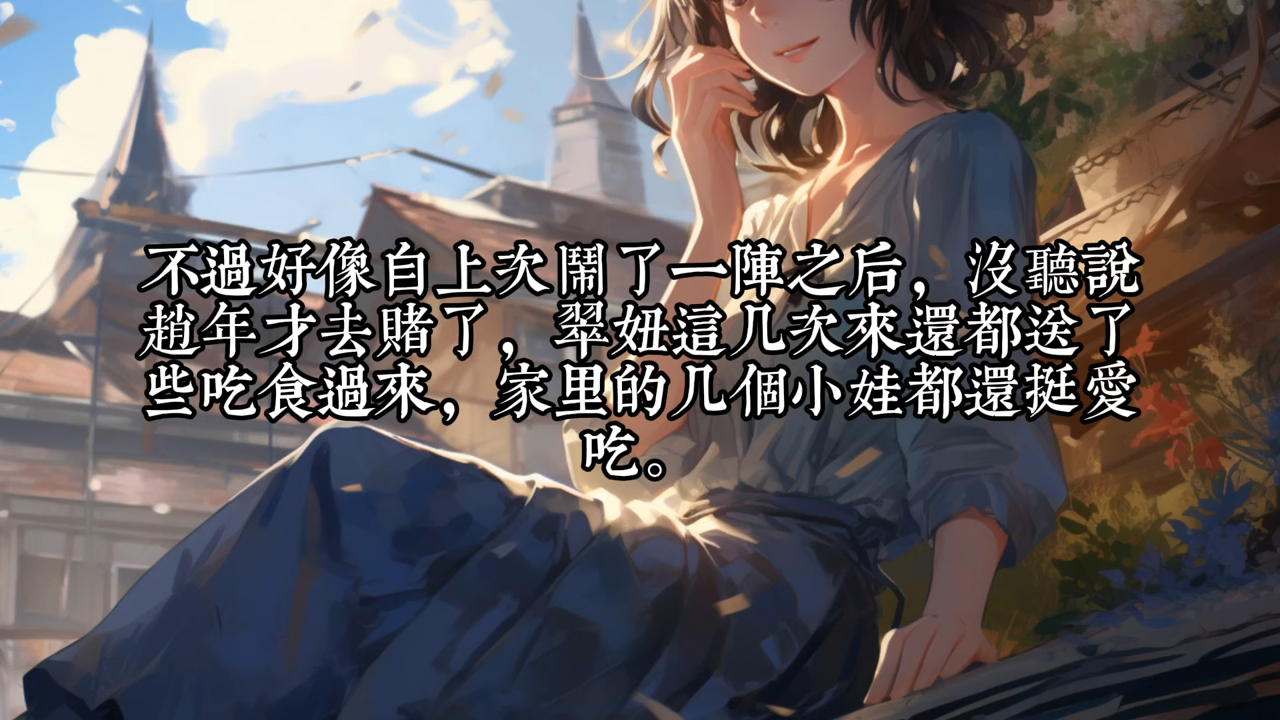 不過好像自上次鬧了一陣之后，沒聽說
趙年才去賭了，翠妞這几次來還都送了
些吃食過來，家里的几個小娃都還挺愛
吃。